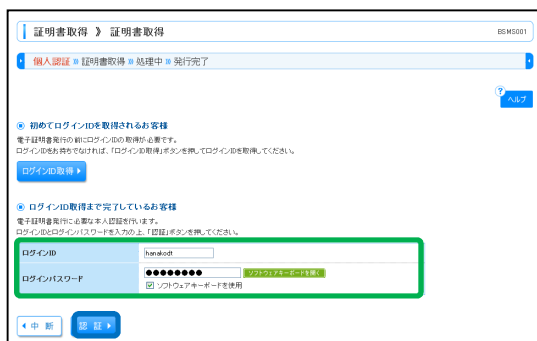 証明書取得 》 証明書取得
BSMS001
個人認証 » 証明書取得 » 処理中 » 発行完了
? ヘルプ
初めてログインIDを取得されるお客様
電子証明書発行の前にログインIDの取得が必要です。
ログインIDをお持ちでなければ、「ログインID取得」ボタンを押してログインIDを取得してください。
ログインID取得
ログインID取得まで完了しているお客様
電子証明書発行に必要な本人認証を行います。
ログインIDとログインパスワードを入力の上、「認証」ボタンを押してください。
ログインID hanakodt
ログインパスワード ●●●●●●●● ソフトウェアキーボードを開く
ソフトウェアキーボードを使用
中 断 認 証